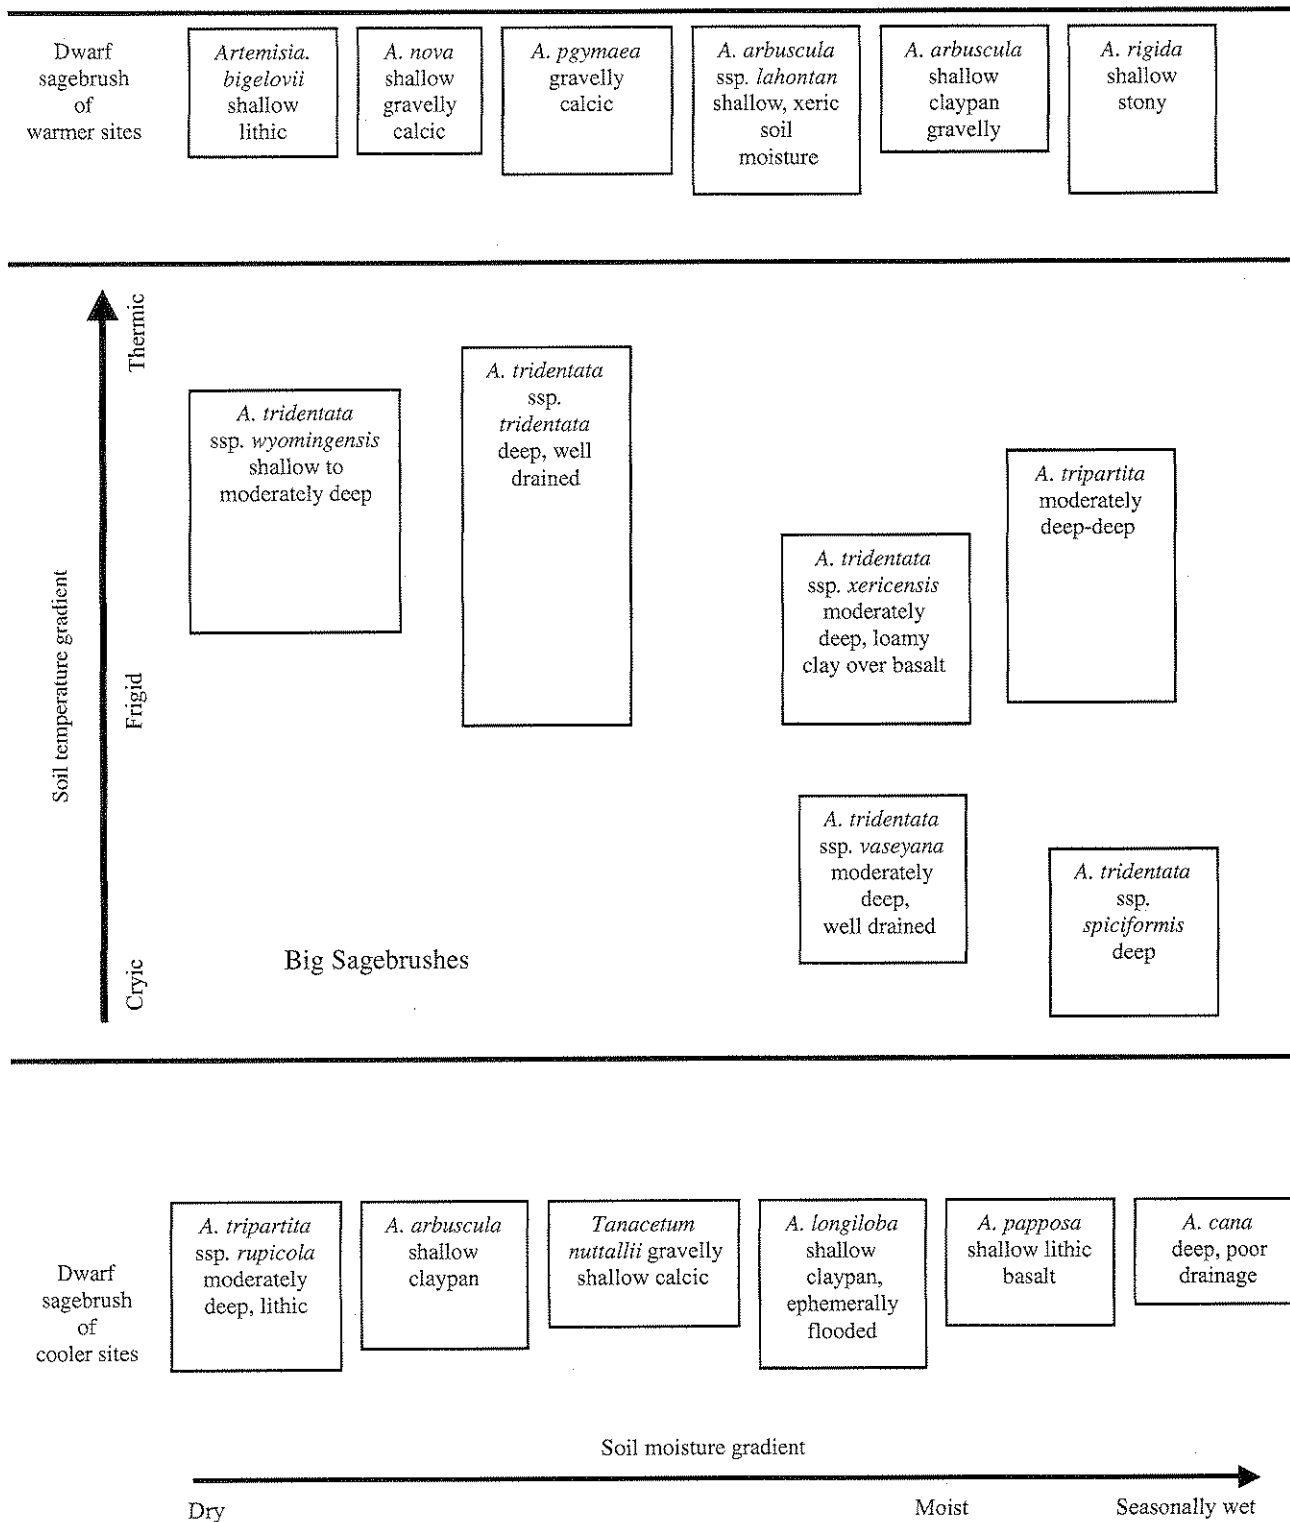 Dwarf
sagebrush
of
warmer sites
Artemisia.
bigelovii
shallow
lithic
A. nova
shallow
gravelly
calcic
A. pgymaea
gravelly
calcic
A. arbuscula
ssp. lahontan
shallow, xeric
soil
moisture
A. arbuscula
shallow
claypan
gravelly
A. rigida
shallow
stony
Soil temperature gradient
Thermic
Frigid
Cryic
A. tridentata
ssp. wyomingensis
shallow to
moderately deep
A. tridentata
ssp.
tridentata
deep, well
drained
A. tridentata
ssp. xericensis
moderately
deep, loamy
clay over basalt
A. tripartita
moderately
deep-deep
A. tridentata
ssp. vaseyana
moderately
deep,
well drained
A. tridentata
ssp.
spiciformis
deep
Big Sagebrushes
Dwarf
sagebrush
of
cooler sites
A. tripartita
ssp. rupicola
moderately
deep, lithic
A. arbuscula
shallow
claypan
Tanacetum
nuttallii gravelly
shallow calcic
A. longiloba
shallow
claypan,
ephemerally
flooded
A. papposa
shallow lithic
basalt
A. cana
deep, poor
drainage
Soil moisture gradient
Dry
Moist
Seasonally wet